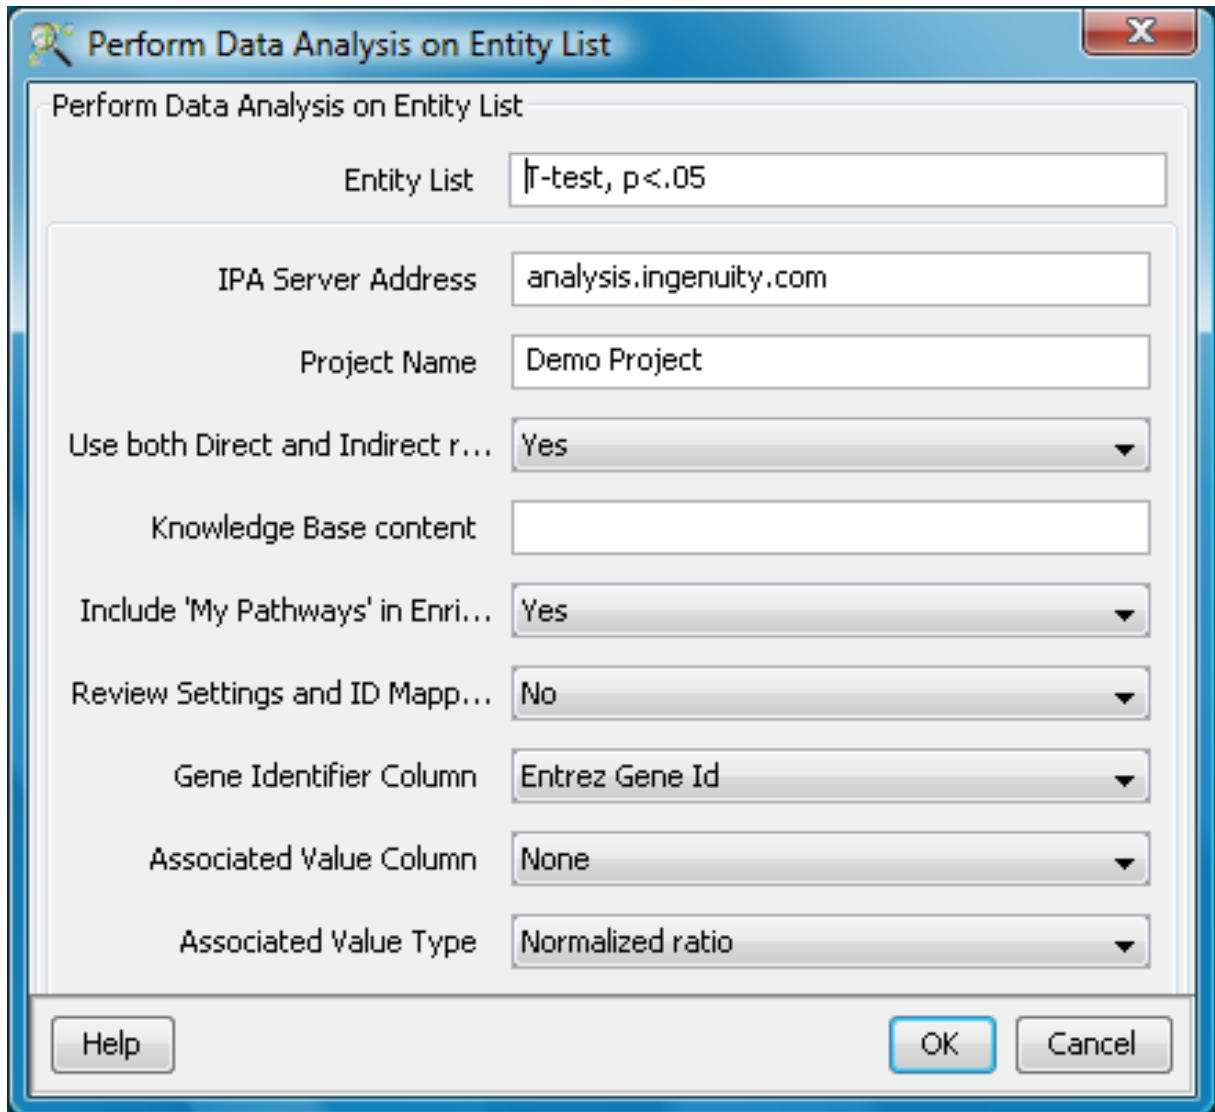 Perform Data Analysis on Entity List
Perform Data Analysis on Entity List
Entity List T-test, p<.05
IPA Server Address analysis.ingenuity.com
Project Name Demo Project
Use both Direct and Indirect r... Yes
Knowledge Base content
Include 'My Pathways' in Enri... Yes
Review Settings and ID Mapp... No
Gene Identifier Column Entrez Gene Id
Associated Value Column None
Associated Value Type Normalized ratio
Help OK Cancel